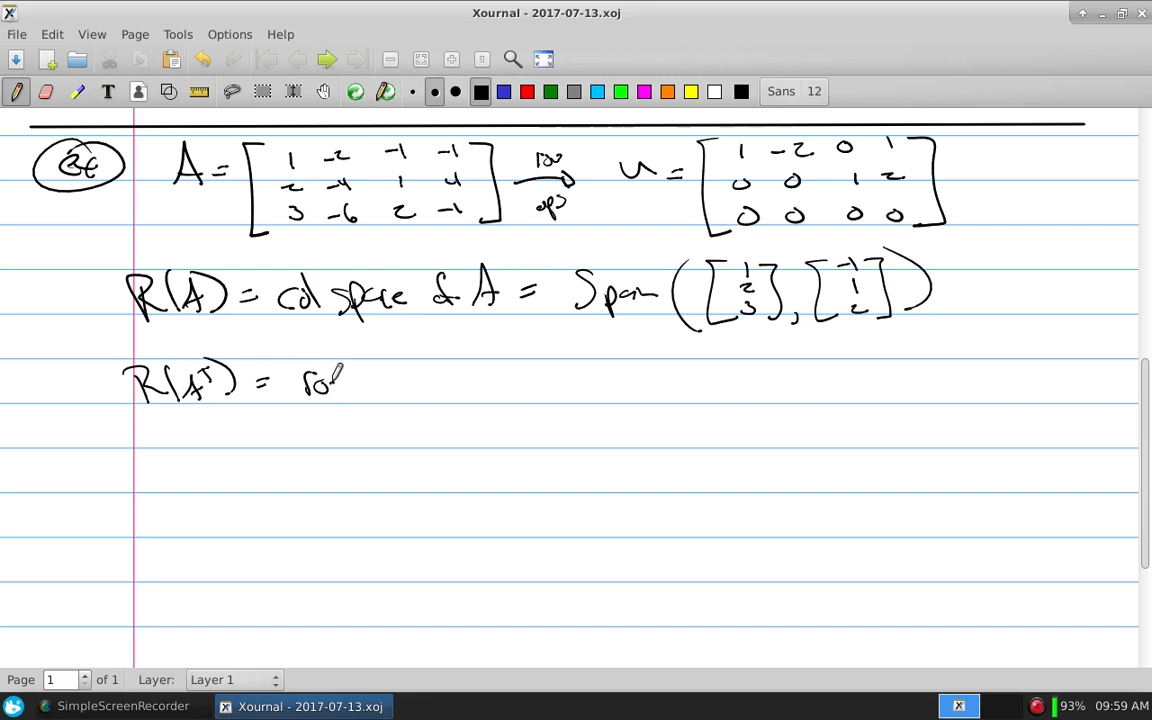 Xournal - 2017-07-13.xoj
File Edit View Page Tools Options Help
T Sans 12
Ex A = [ 1 -2 -1 -1 row ops U = [ 1 -2 0 1
2 -4 1 4 0 0 1 2
3 -6 2 -1 ] 0 0 0 0 ]
R(A) = col space of A = Span ( [ 1 2 3 ] , [ -1 1 2 ] )
R(Aᵀ) = ro
Page 1 of 1 Layer: Layer 1
SimpleScreenRecorder Xournal - 2017-07-13.xoj 93% 09:59 AM